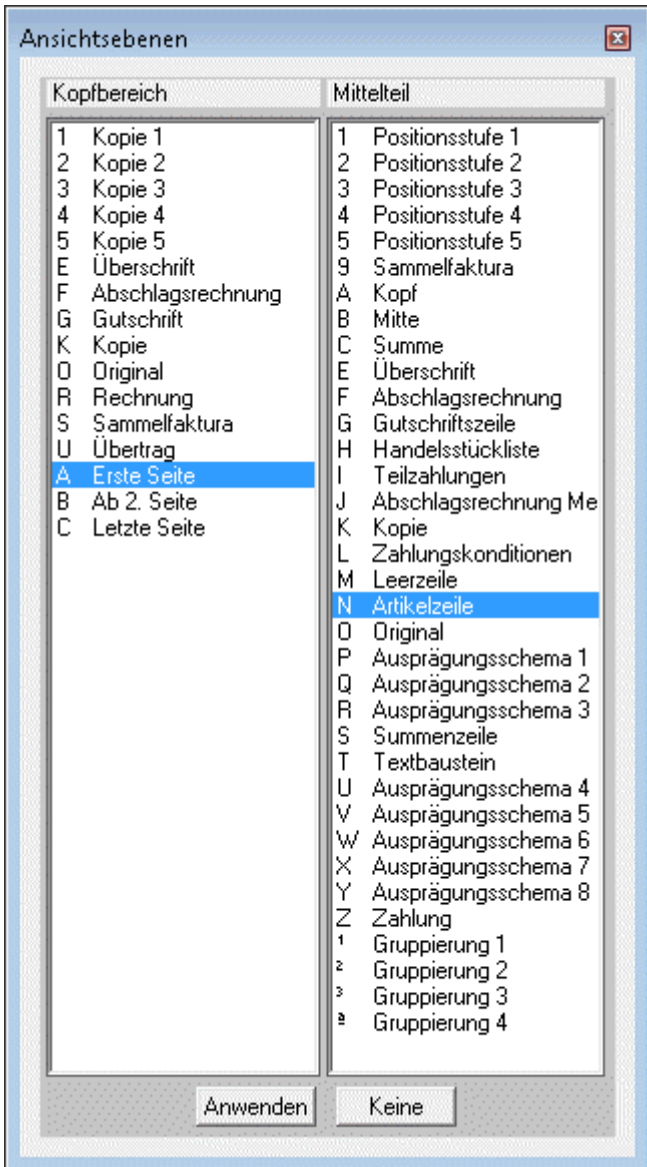 Ansichtsebenen
Kopfbereich
1 Kopie 1
2 Kopie 2
3 Kopie 3
4 Kopie 4
5 Kopie 5
E Überschrift
F Abschlagsrechnung
G Gutschrift
K Kopie
O Original
R Rechnung
S Sammelfaktura
U Übertrag
A Erste Seite
B Ab 2. Seite
C Letzte Seite
Mittelteil
1 Positionsstufe 1
2 Positionsstufe 2
3 Positionsstufe 3
4 Positionsstufe 4
5 Positionsstufe 5
9 Sammelfaktura
A Kopf
B Mitte
C Summe
E Überschrift
F Abschlagsrechnung
G Gutschriftszeile
H Handelsstückliste
I Teilzahlungen
J Abschlagsrechnung Me
K Kopie
L Zahlungskonditionen
M Leerzeile
N Artikelzeile
O Original
P Ausprägungsschema 1
Q Ausprägungsschema 2
R Ausprägungsschema 3
S Summenzeile
T Textbaustein
U Ausprägungsschema 4
V Ausprägungsschema 5
W Ausprägungsschema 6
X Ausprägungsschema 7
Y Ausprägungsschema 8
Z Zahlung
¹ Gruppierung 1
² Gruppierung 2
³ Gruppierung 3
ª Gruppierung 4
Anwenden
Keine